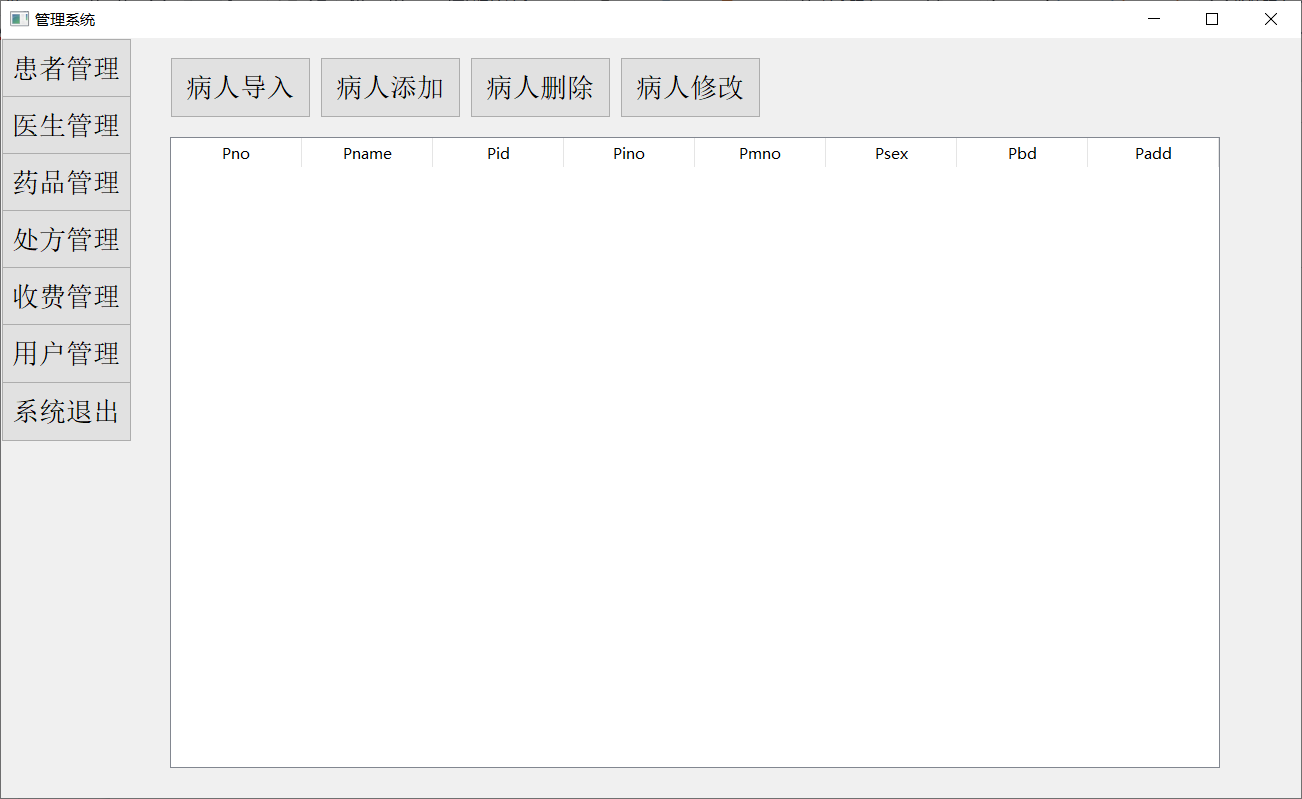 管理系统
患者管理
医生管理
药品管理
处方管理
收费管理
用户管理
系统退出
病人导入 病人添加 病人删除 病人修改
Pno Pname Pid Pino Pmno Psex Pbd Padd